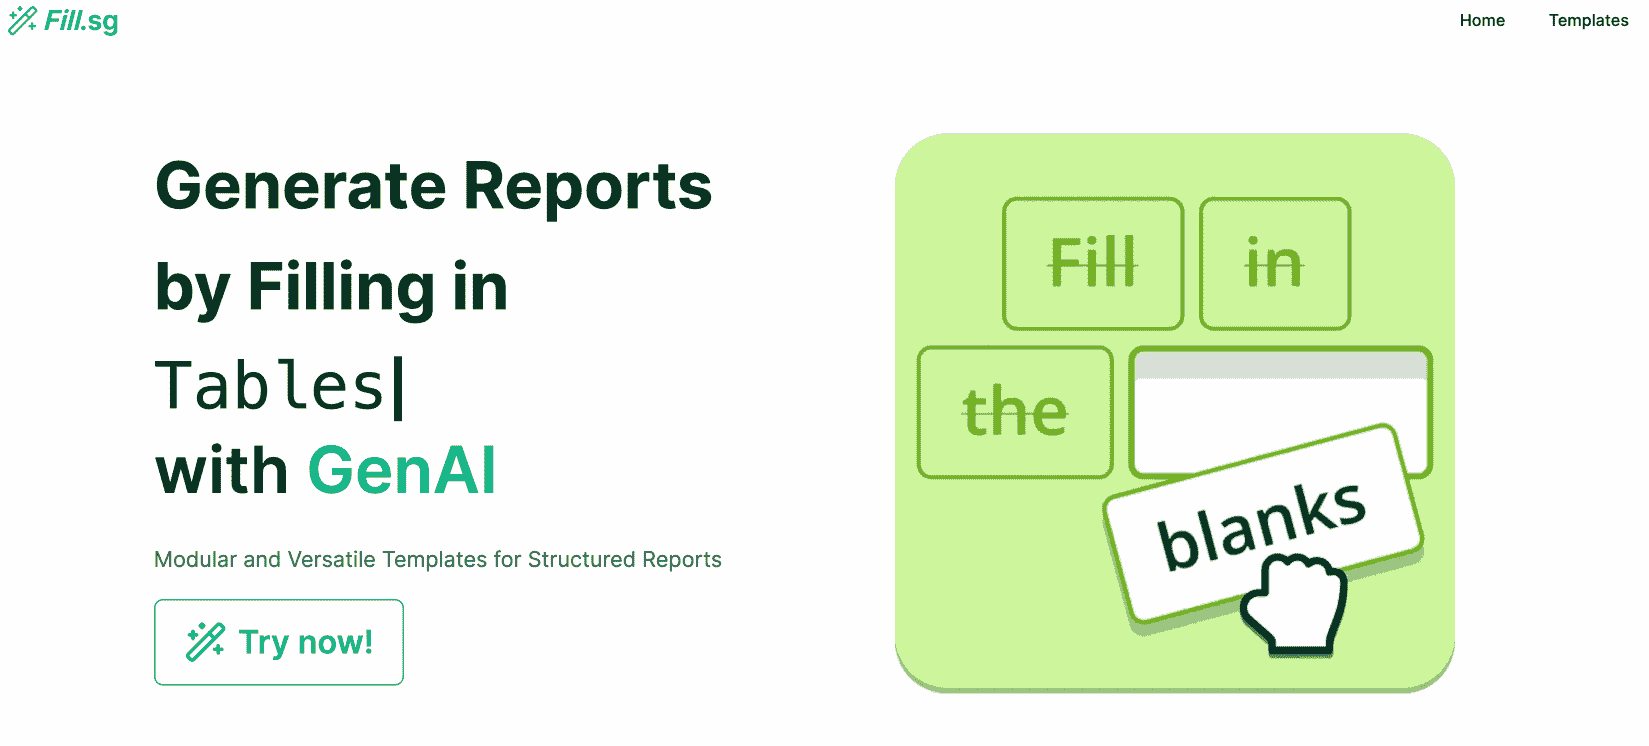 Fill.sg
Home
Templates
Generate Reports
by Filling in
Tables
with GenAI
Modular and Versatile Templates for Structured Reports
Try now!
Fill in
the
blanks